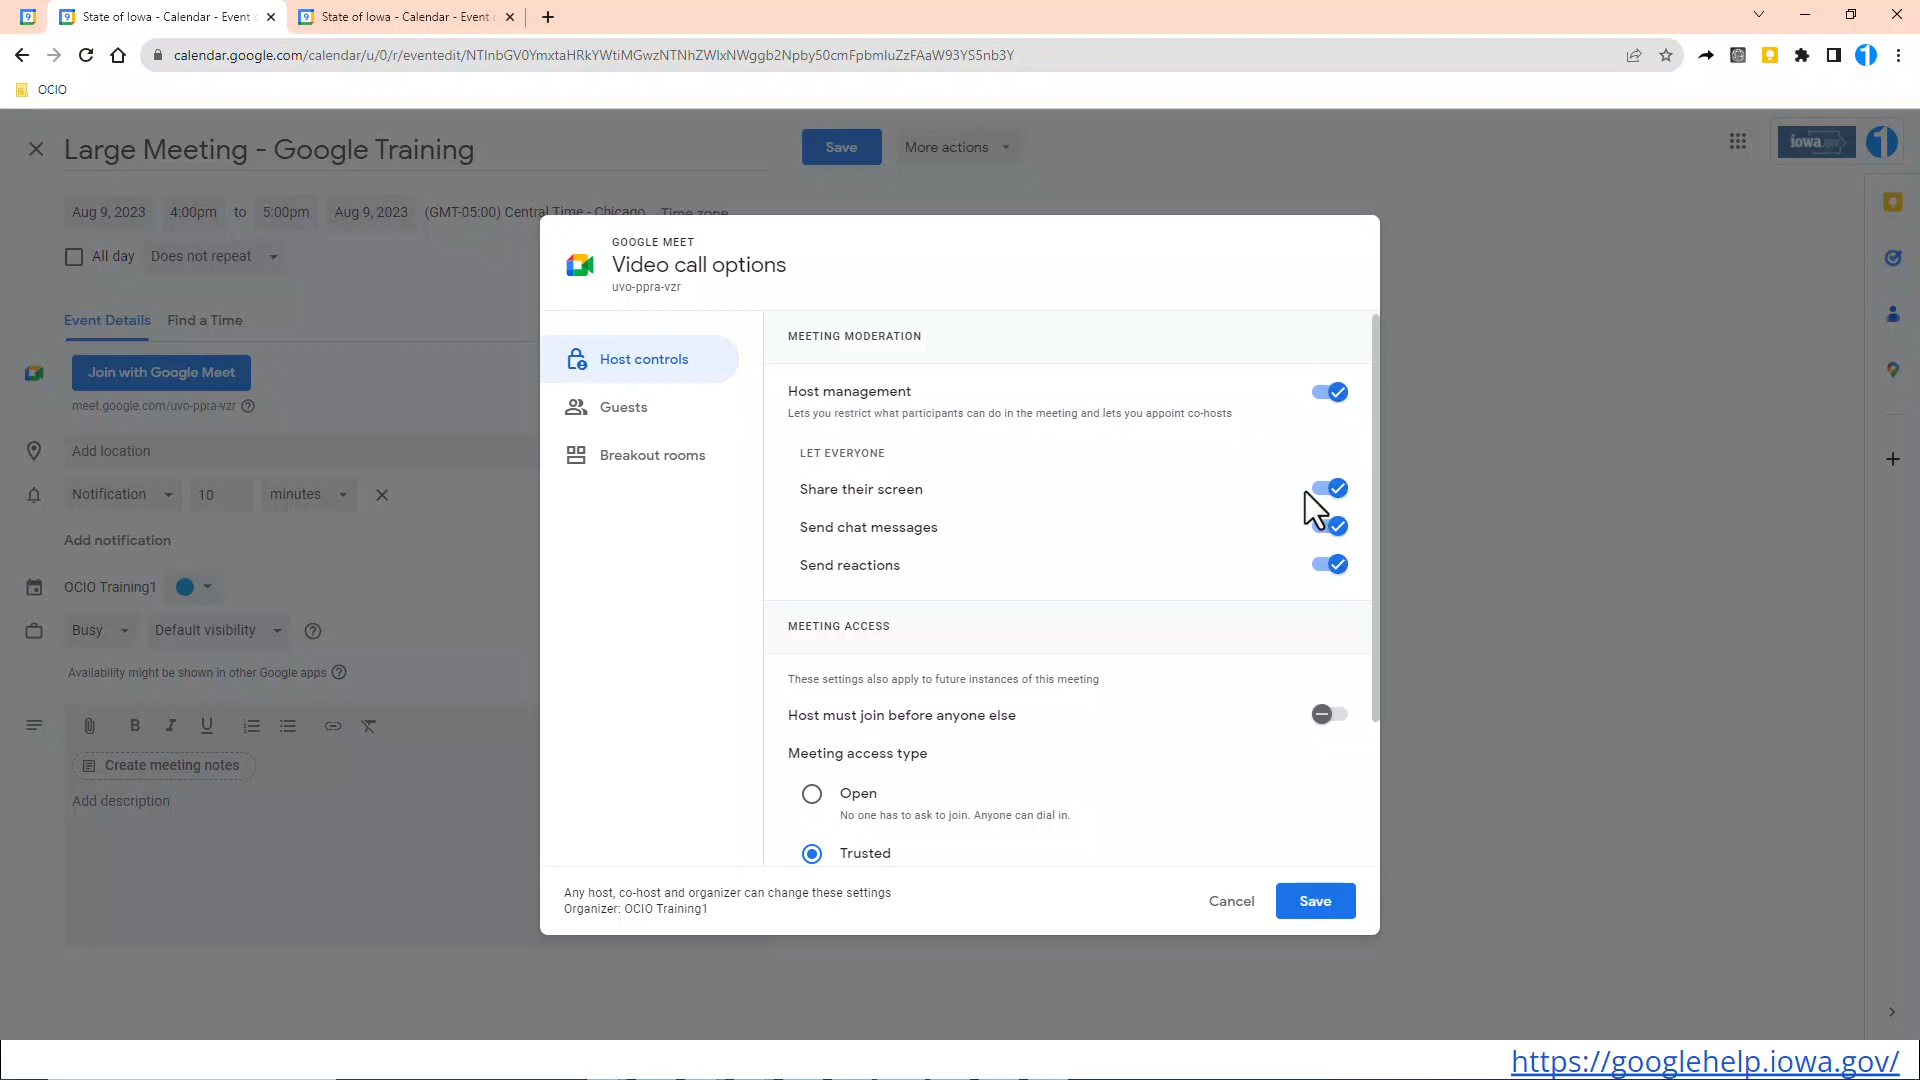 State of Iowa - Calendar - Event
State of Iowa - Calendar - Event
calendar.google.com/calendar/u/0/r/eventedit/NTlnbGV0YmxtaHRkYWtiMGwzNTNhZWIxNWggb2Npby50cmFpbmluZzFAaW93YS5nb3Y
OCIO
Large Meeting - Google Training
Save
More actions
iowa.gov
Aug 9, 2023 4:00pm to 5:00pm Aug 9, 2023 (GMT-05:00) Central Time - Chicago Time zone
All day Does not repeat
Event Details Find a Time
Join with Google Meet
meet.google.com/uvo-ppra-vzr
Add location
Notification 10 minutes
Add notification
OCIO Training1
Busy Default visibility
Availability might be shown in other Google apps
B I U
Create meeting notes
Add description
GOOGLE MEET
Video call options
uvo-ppra-vzr
Host controls
Guests
Breakout rooms
MEETING MODERATION
Host management
Lets you restrict what participants can do in the meeting and lets you appoint co-hosts
LET EVERYONE
Share their screen
Send chat messages
Send reactions
MEETING ACCESS
These settings also apply to future instances of this meeting
Host must join before anyone else
Meeting access type
Open
No one has to ask to join. Anyone can dial in.
Trusted
Any host, co-host and organizer can change these settings
Organizer: OCIO Training1
Cancel
Save
https://googlehelp.iowa.gov/